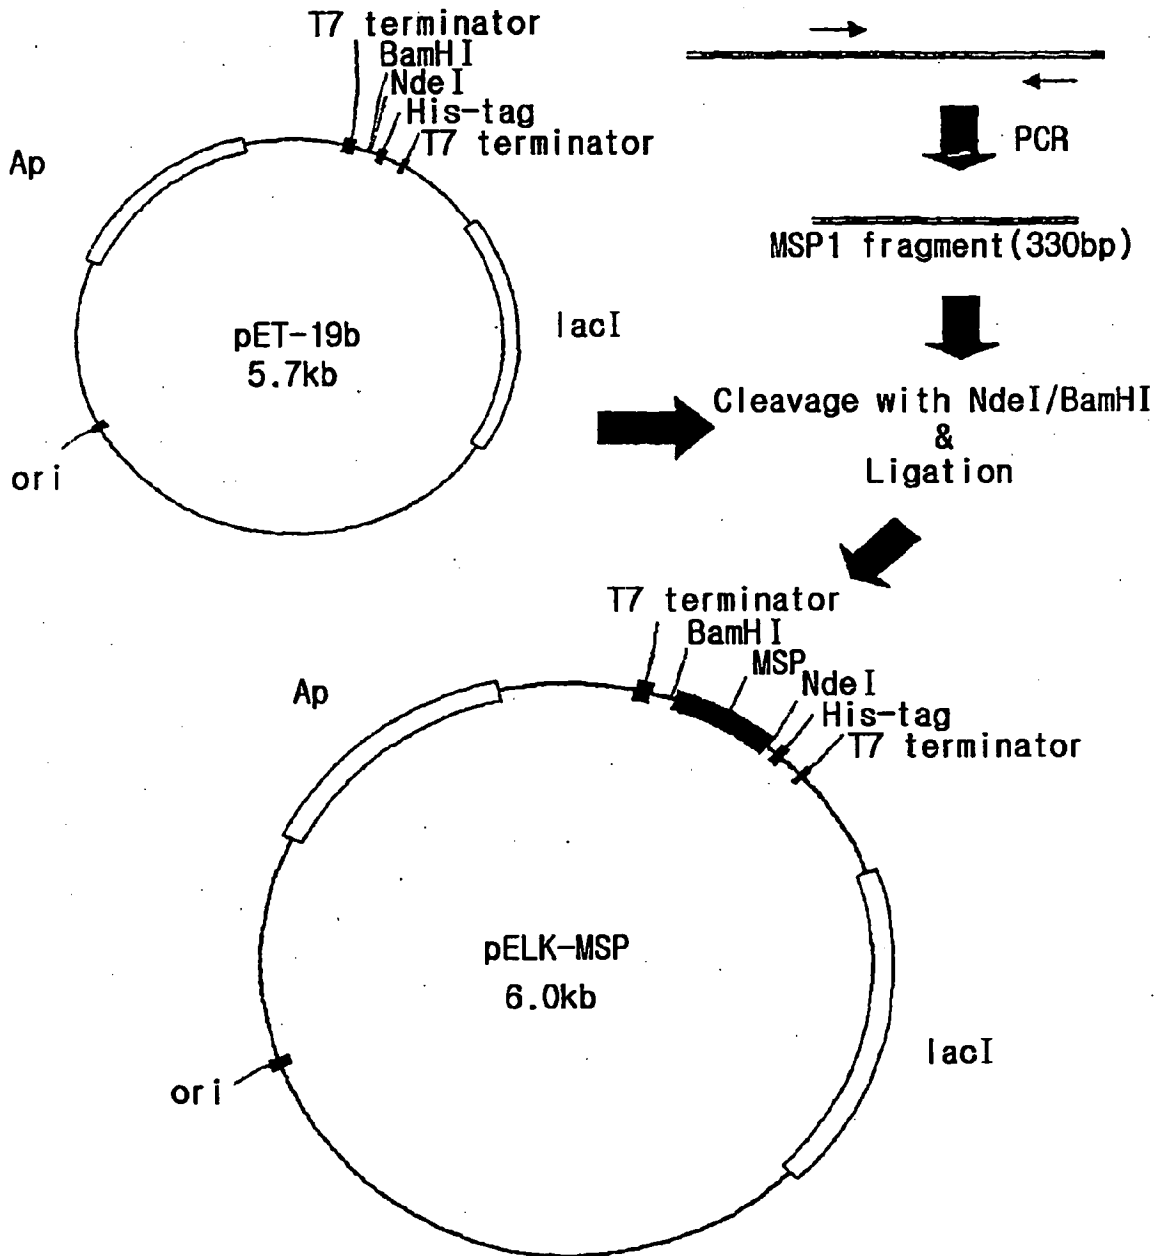 T7 terminator
BamHI
NdeI
His-tag
T7 terminator
Ap
pET-19b
5.7kb
lacI
ori
PCR
MSP1 fragment(330bp)
Cleavage with NdeI/BamHI
&
Ligation
T7 terminator
BamHI
MSP
NdeI
His-tag
T7 terminator
Ap
pELK-MSP
6.0kb
lacI
ori